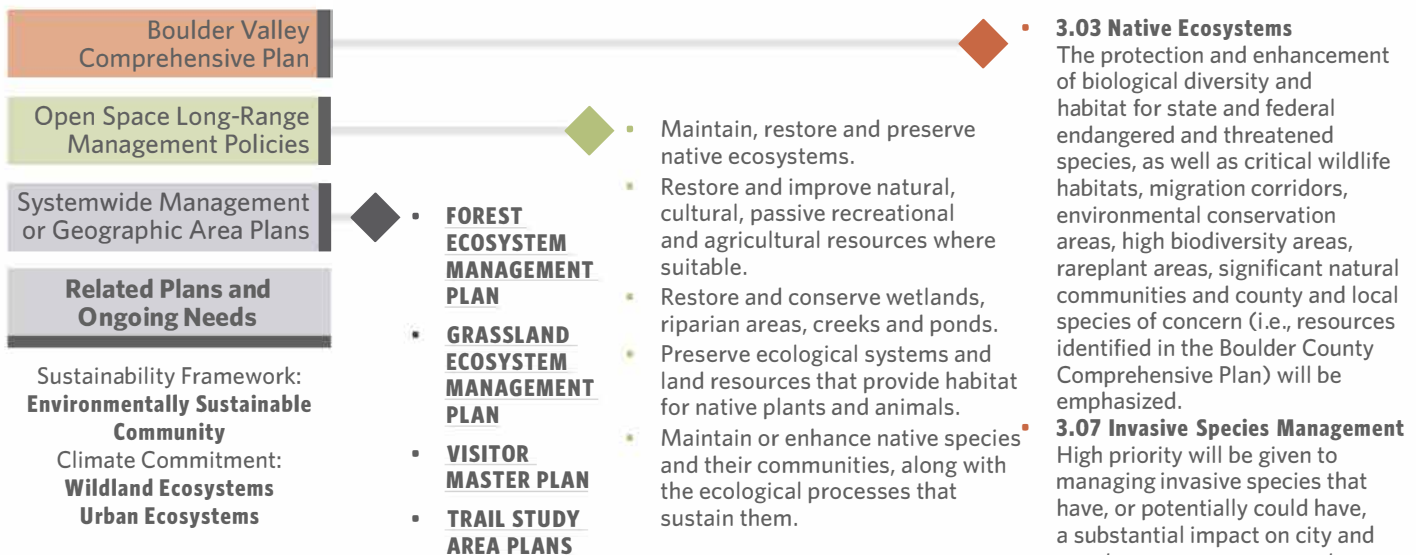 Boulder Valley
Comprehensive Plan
Open Space Long-Range
Management Policies
Systemwide Management
or Geographic Area Plans
Related Plans and
Ongoing Needs
Sustainability Framework:
Environmentally Sustainable
Community
Climate Commitment:
Wildland Ecosystems
Urban Ecosystems
• FOREST
ECOSYSTEM
MANAGEMENT
PLAN
• GRASSLAND
ECOSYSTEM
MANAGEMENT
PLAN
• VISITOR
MASTER PLAN
• TRAIL STUDY
AREA PLANS
• Maintain, restore and preserve
native ecosystems.
• Restore and improve natural,
cultural, passive recreational
and agricultural resources where
suitable.
• Restore and conserve wetlands,
riparian areas, creeks and ponds.
• Preserve ecological systems and
land resources that provide habitat
for native plants and animals.
• Maintain or enhance native species
and their communities, along with
the ecological processes that
sustain them.
• 3.03 Native Ecosystems
The protection and enhancement
of biological diversity and
habitat for state and federal
endangered and threatened
species, as well as critical wildlife
habitats, migration corridors,
environmental conservation
areas, high biodiversity areas,
rareplant areas, significant natural
communities and county and local
species of concern (i.e., resources
identified in the Boulder County
Comprehensive Plan) will be
emphasized.
• 3.07 Invasive Species Management
High priority will be given to
managing invasive species that
have, or potentially could have,
a substantial impact on city and